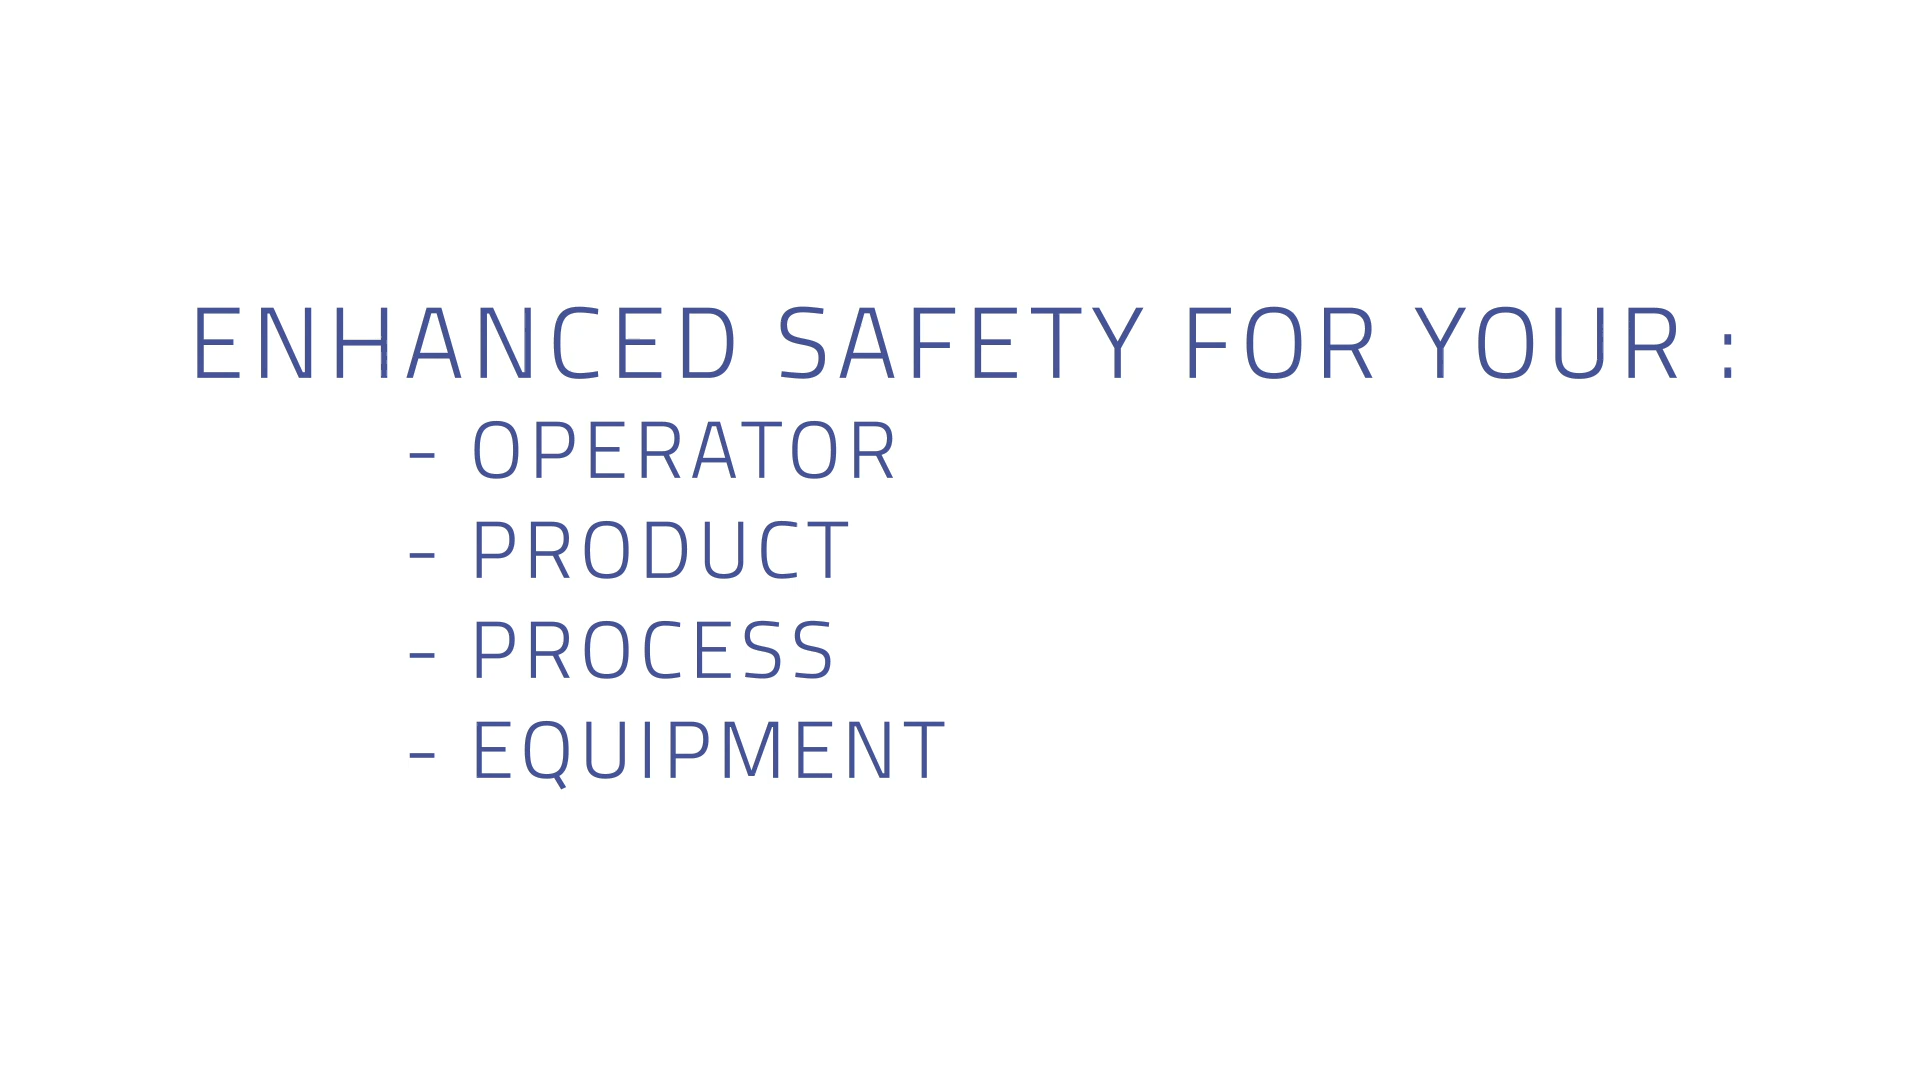 ENHANCED SAFETY FOR YOUR :
- OPERATOR
- PRODUCT
- PROCESS
- EQUIPMENT